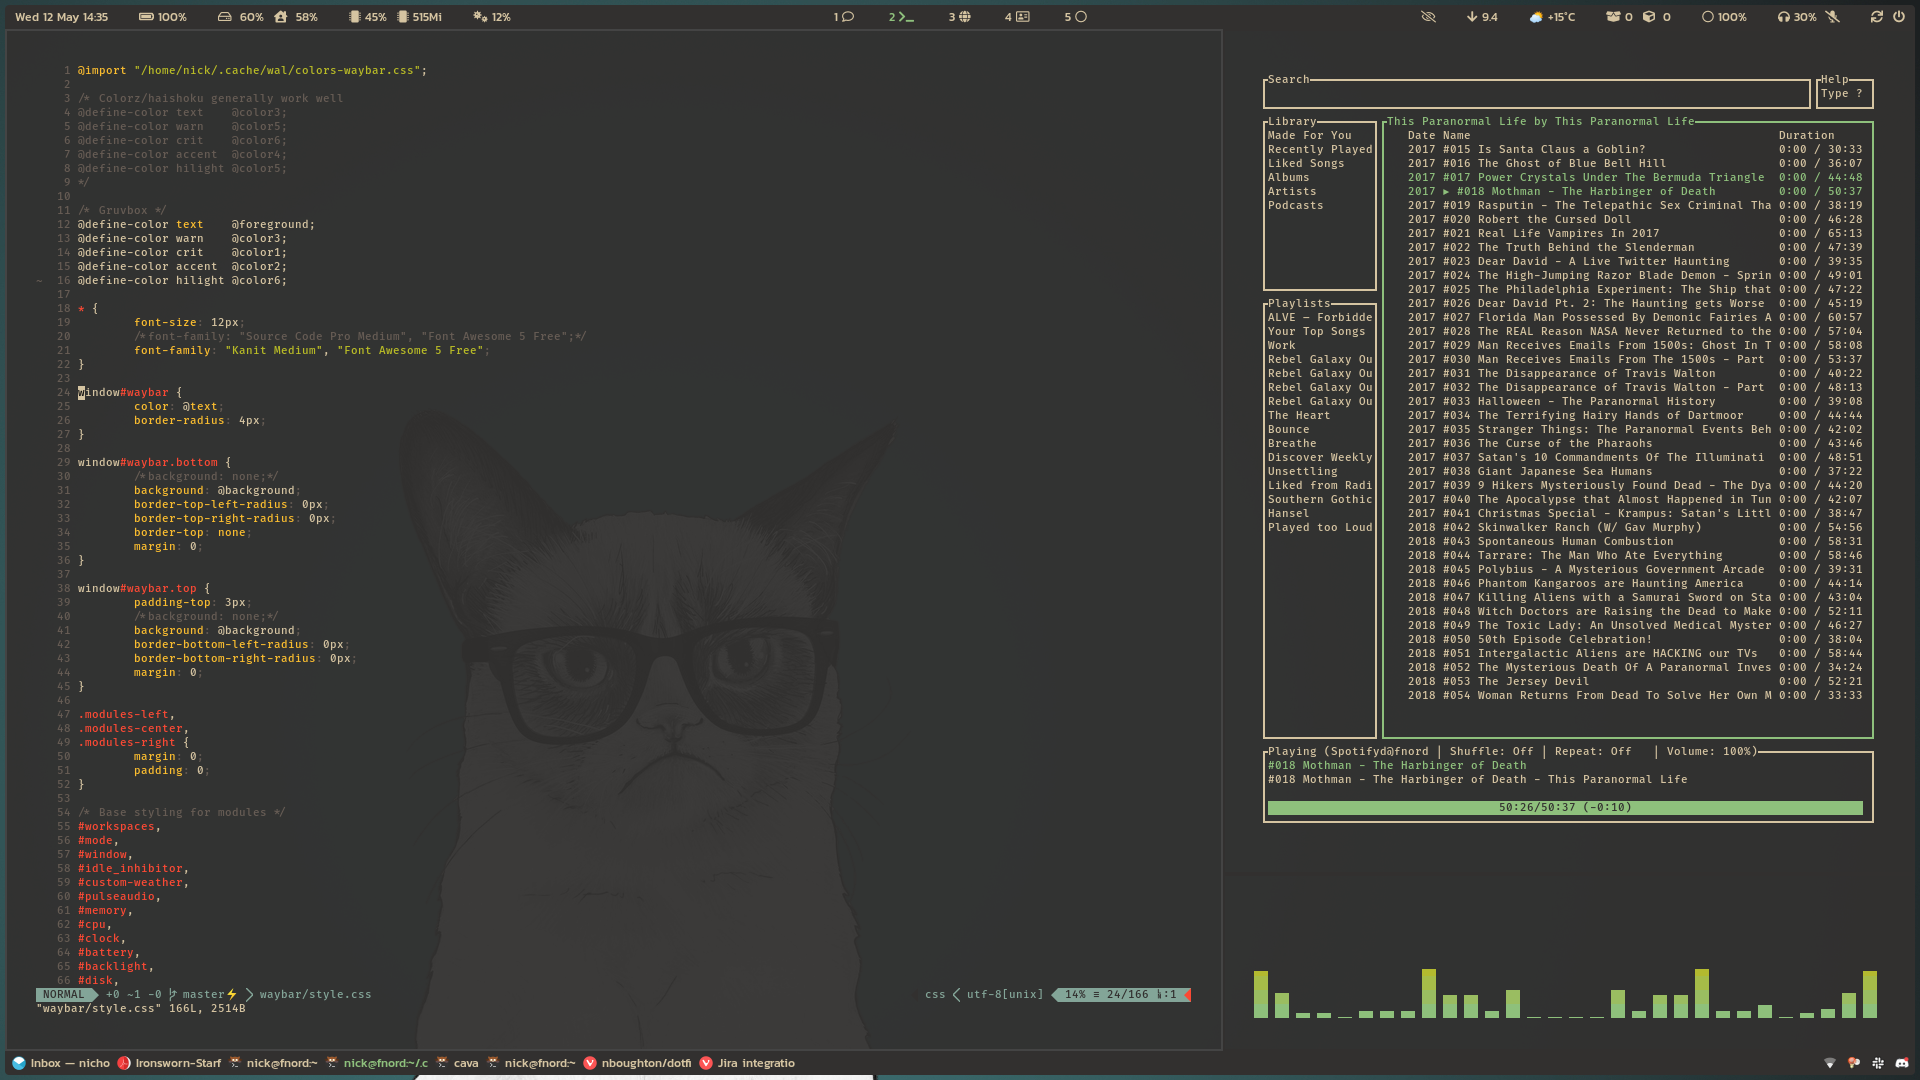 Wed 12 May 14:35 100% 60% 58% 45% 515Mi 12% 1 2 3 4 5 9.4 +15°C 0 0 100% 30%
1 @import "/home/nick/.cache/wal/colors-waybar.css";
2
3 /* Colorz/haishoku generally work well
4 @define-color text    @color3;
5 @define-color warn    @color5;
6 @define-color crit    @color6;
7 @define-color accent  @color4;
8 @define-color hilight @color5;
9 */
10
11 /* Gruvbox */
12 @define-color text    @foreground;
13 @define-color warn    @color3;
14 @define-color crit    @color1;
15 @define-color accent  @color2;
~ 16 @define-color hilight @color6;
17
18 * {
19         font-size: 12px;
20         /*font-family: "Source Code Pro Medium", "Font Awesome 5 Free";*/
21         font-family: "Kanit Medium", "Font Awesome 5 Free";
22 }
23
24 window#waybar {
25         color: @text;
26         border-radius: 4px;
27 }
28
29 window#waybar.bottom {
30         /*background: none;*/
31         background: @background;
32         border-top-left-radius: 0px;
33         border-top-right-radius: 0px;
34         border-top: none;
35         margin: 0;
36 }
37
38 window#waybar.top {
39         padding-top: 3px;
40         /*background: none;*/
41         background: @background;
42         border-bottom-left-radius: 0px;
43         border-bottom-right-radius: 0px;
44         margin: 0;
45 }
46
47 .modules-left,
48 .modules-center,
49 .modules-right {
50         margin: 0;
51         padding: 0;
52 }
53
54 /* Base styling for modules */
55 #workspaces,
56 #mode,
57 #window,
58 #idle_inhibitor,
59 #custom-weather,
60 #pulseaudio,
61 #memory,
62 #cpu,
63 #clock,
64 #battery,
65 #backlight,
66 #disk,
NORMAL +0 ~1 -0 master waybar/style.css css utf-8[unix] 14% ≡ 24/166 :1
"waybar/style.css" 166L, 2514B
Search
Help
Type ?
Library
Made For You
Recently Played
Liked Songs
Albums
Artists
Podcasts
Playlists
ALVE – Forbidde
Your Top Songs
Work
Rebel Galaxy Ou
Rebel Galaxy Ou
Rebel Galaxy Ou
Rebel Galaxy Ou
The Heart
Bounce
Breathe
Discover Weekly
Unsettling
Liked from Radi
Southern Gothic
Hansel
Played too Loud
This Paranormal Life by This Paranormal Life
Date Name Duration
2017 #015 Is Santa Claus a Goblin? 0:00 / 30:33
2017 #016 The Ghost of Blue Bell Hill 0:00 / 36:07
2017 #017 Power Crystals Under The Bermuda Triangle 0:00 / 44:48
2017 ▶ #018 Mothman - The Harbinger of Death 0:00 / 50:37
2017 #019 Rasputin - The Telepathic Sex Criminal Tha 0:00 / 38:19
2017 #020 Robert the Cursed Doll 0:00 / 46:28
2017 #021 Real Life Vampires In 2017 0:00 / 65:13
2017 #022 The Truth Behind the Slenderman 0:00 / 47:39
2017 #023 Dear David - A Live Twitter Haunting 0:00 / 39:35
2017 #024 The High-Jumping Razor Blade Demon - Sprin 0:00 / 49:01
2017 #025 The Philadelphia Experiment: The Ship that 0:00 / 47:22
2017 #026 Dear David Pt. 2: The Haunting gets Worse 0:00 / 45:19
2017 #027 Florida Man Possessed By Demonic Fairies A 0:00 / 60:57
2017 #028 The REAL Reason NASA Never Returned to the 0:00 / 57:04
2017 #029 Man Receives Emails From 1500s: Ghost In T 0:00 / 58:08
2017 #030 Man Receives Emails From The 1500s - Part 0:00 / 53:37
2017 #031 The Disappearance of Travis Walton 0:00 / 40:22
2017 #032 The Disappearance of Travis Walton - Part 0:00 / 48:13
2017 #033 Halloween - The Paranormal History 0:00 / 39:08
2017 #034 The Terrifying Hairy Hands of Dartmoor 0:00 / 44:44
2017 #035 Stranger Things: The Paranormal Events Beh 0:00 / 42:02
2017 #036 The Curse of the Pharaohs 0:00 / 43:46
2017 #037 Satan's 10 Commandments Of The Illuminati 0:00 / 48:51
2017 #038 Giant Japanese Sea Humans 0:00 / 37:22
2017 #039 9 Hikers Mysteriously Found Dead - The Dya 0:00 / 44:20
2017 #040 The Apocalypse that Almost Happened in Tun 0:00 / 42:07
2017 #041 Christmas Special - Krampus: Satan's Littl 0:00 / 38:47
2018 #042 Skinwalker Ranch (W/ Gav Murphy) 0:00 / 54:56
2018 #043 Spontaneous Human Combustion 0:00 / 58:31
2018 #044 Tarrare: The Man Who Ate Everything 0:00 / 58:46
2018 #045 Polybius - A Mysterious Government Arcade 0:00 / 39:31
2018 #046 Phantom Kangaroos are Haunting America 0:00 / 44:14
2018 #047 Killing Aliens with a Samurai Sword on Sta 0:00 / 43:04
2018 #048 Witch Doctors are Raising the Dead to Make 0:00 / 52:11
2018 #049 The Toxic Lady: An Unsolved Medical Myster 0:00 / 46:27
2018 #050 50th Episode Celebration! 0:00 / 38:04
2018 #051 Intergalactic Aliens are HACKING our TVs 0:00 / 58:44
2018 #052 The Mysterious Death Of A Paranormal Inves 0:00 / 34:24
2018 #053 The Jersey Devil 0:00 / 52:21
2018 #054 Woman Returns From Dead To Solve Her Own M 0:00 / 33:33
Playing (Spotifyd@fnord | Shuffle: Off | Repeat: Off   | Volume: 100%)
#018 Mothman - The Harbinger of Death
#018 Mothman - The Harbinger of Death - This Paranormal Life
50:26/50:37 (-0:10)
Inbox — nicho Ironsworn-Starf nick@fnord:~ nick@fnord:~/.c cava nick@fnord:~ nboughton/dotfi Jira integratio